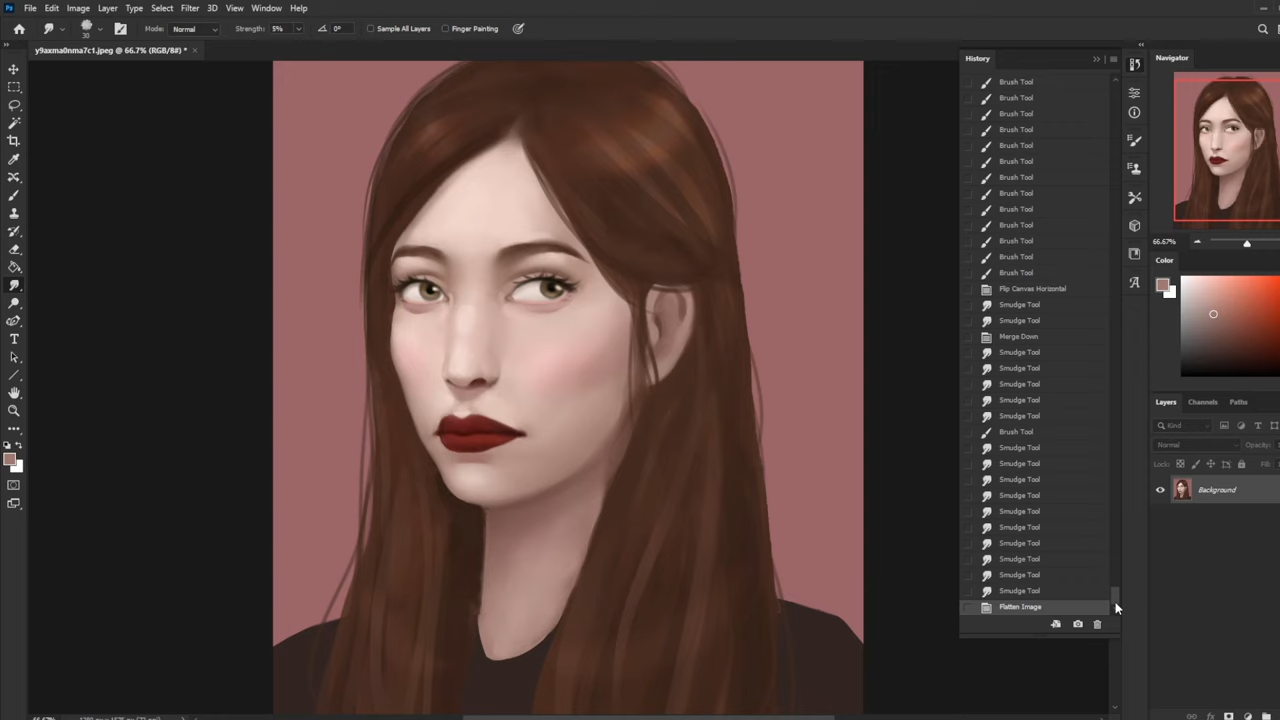 File Edit Image Layer Type Select Filter 3D View Window Help
30 Mode: Normal Strength: 5% 0° Sample All Layers Finger Painting
y9axma0nma7c1.jpeg @ 66.7% (RGB/8#) * ×
History
Brush Tool
Brush Tool
Brush Tool
Brush Tool
Brush Tool
Brush Tool
Brush Tool
Brush Tool
Brush Tool
Brush Tool
Brush Tool
Brush Tool
Brush Tool
Flip Canvas Horizontal
Smudge Tool
Smudge Tool
Merge Down
Smudge Tool
Smudge Tool
Smudge Tool
Smudge Tool
Smudge Tool
Brush Tool
Smudge Tool
Smudge Tool
Smudge Tool
Smudge Tool
Smudge Tool
Smudge Tool
Smudge Tool
Smudge Tool
Smudge Tool
Smudge Tool
Flatten Image
Navigator
66.67%
Color
Layers Channels Paths
Kind
Normal Opacity:
Lock: Fill:
Background